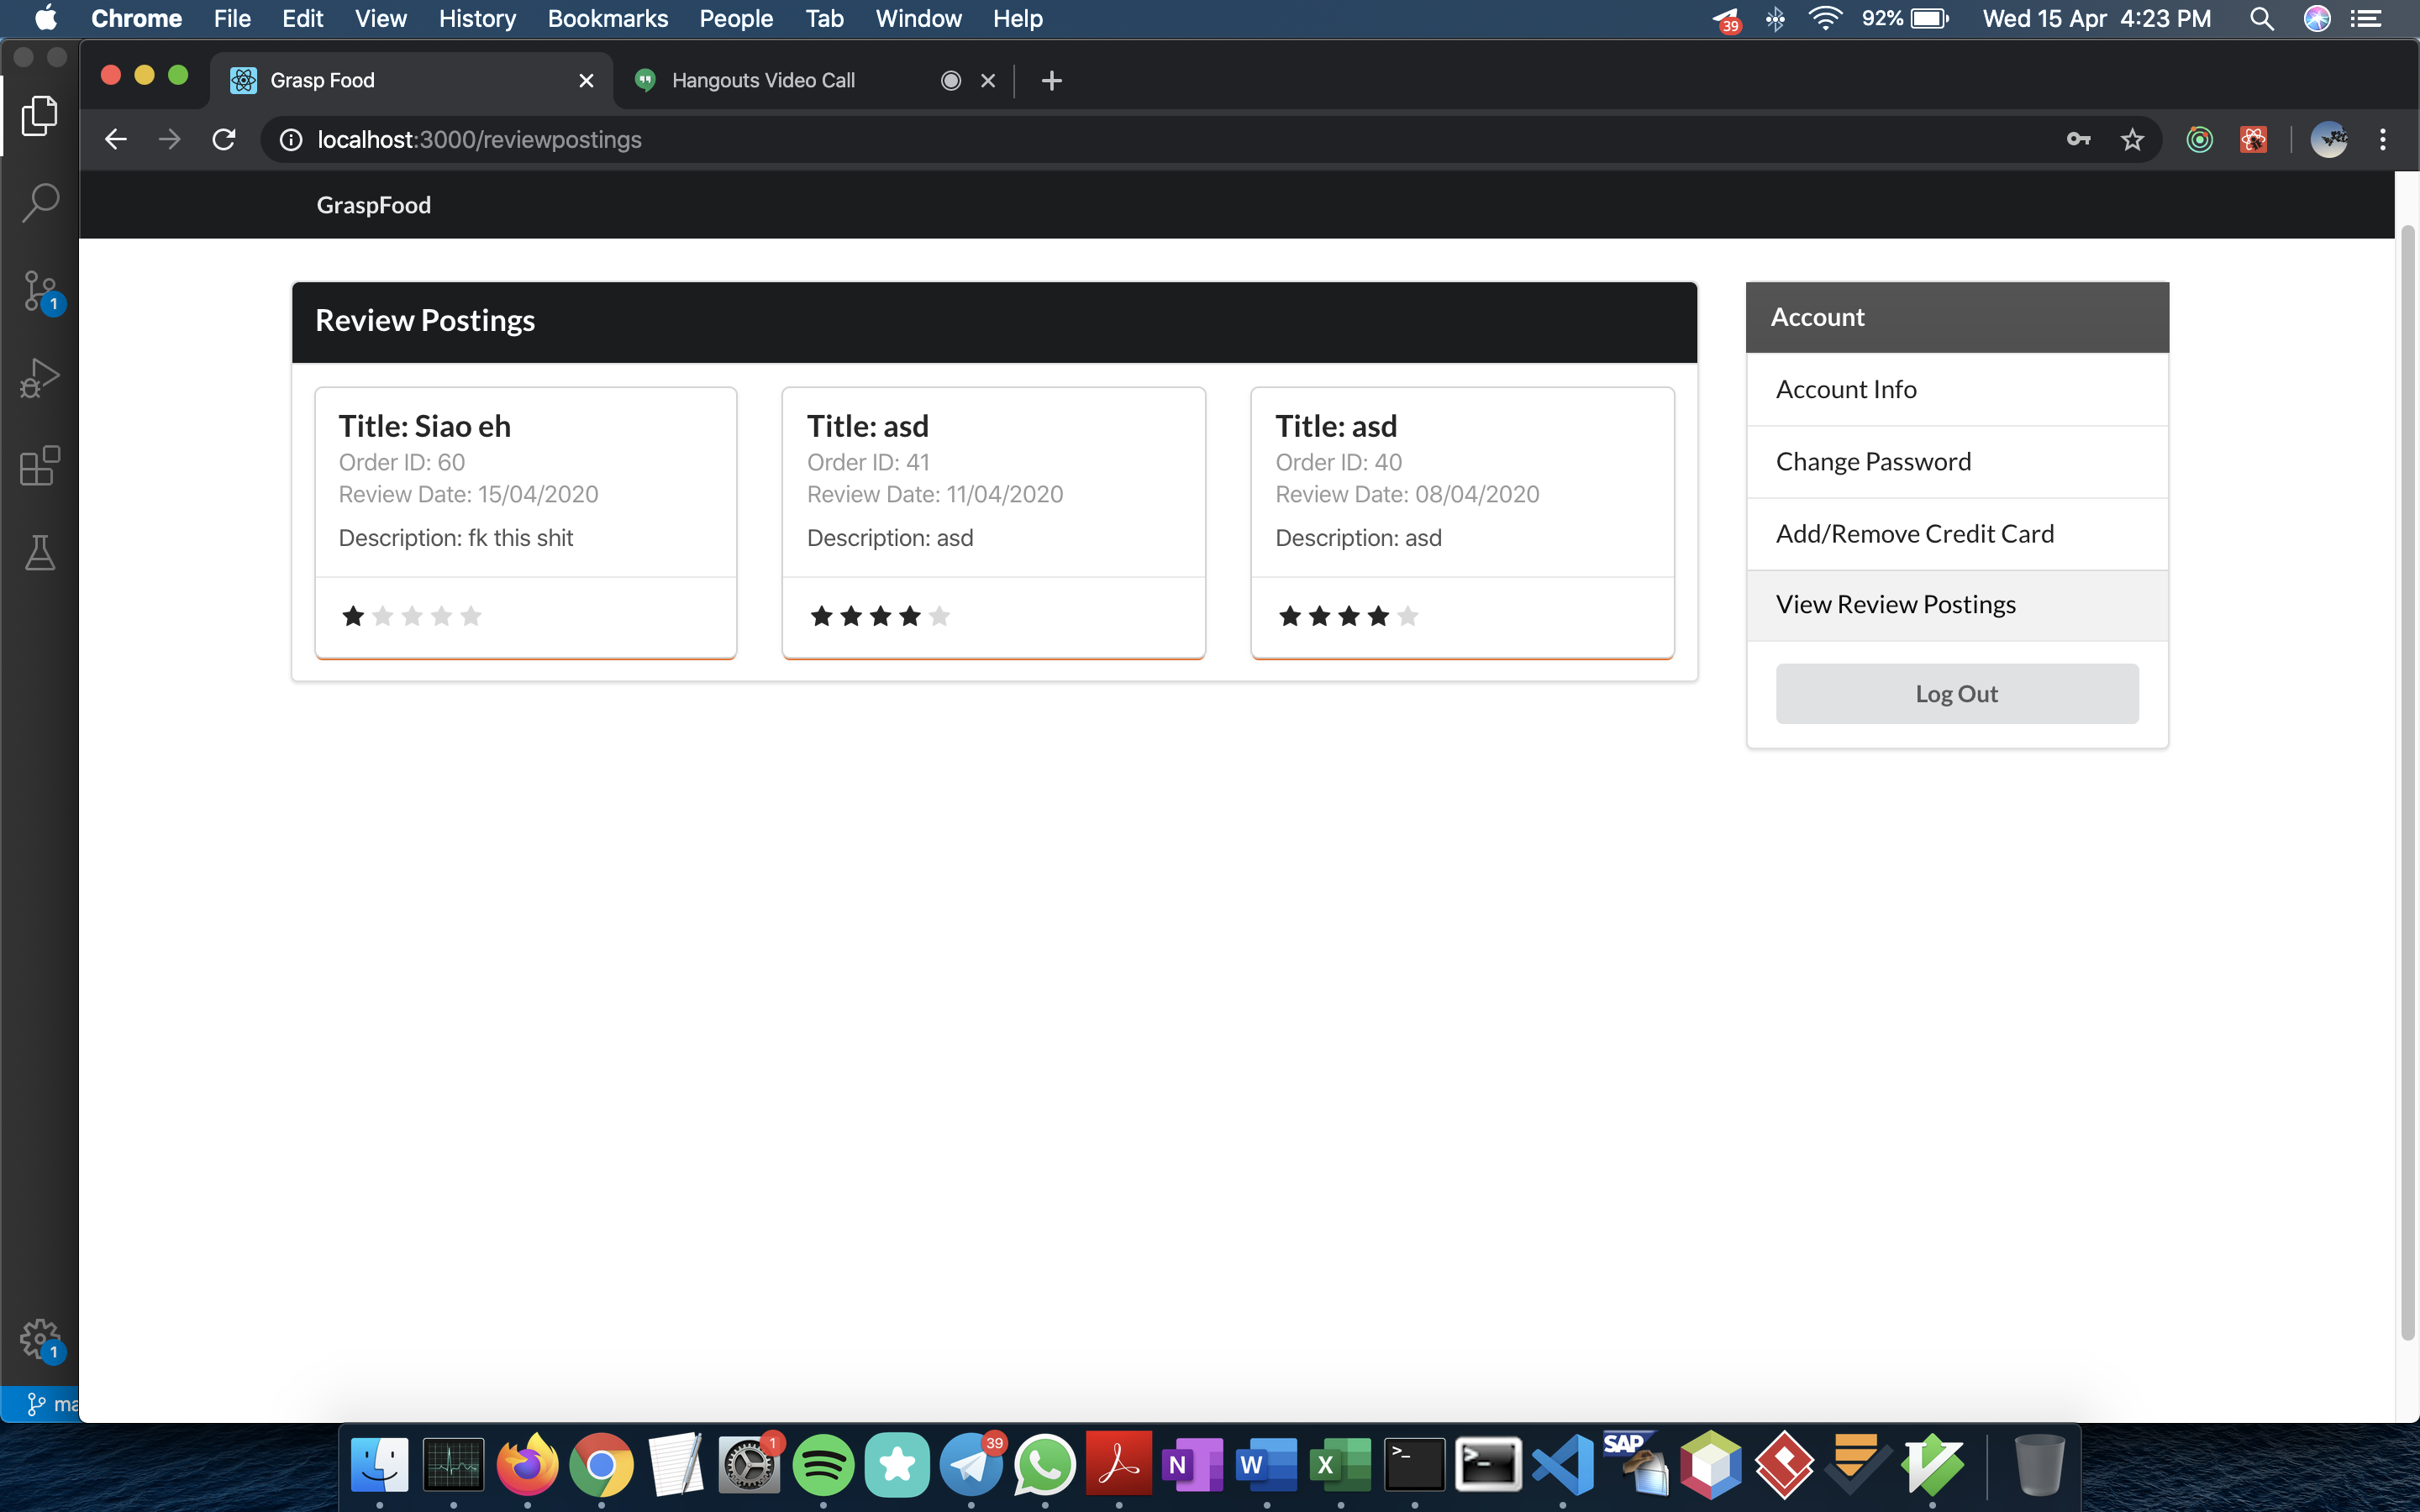 Chrome File Edit View History Bookmarks People Tab Window Help 39 92% Wed 15 Apr 4:23 PM
Grasp Food Hangouts Video Call
localhost:3000/reviewpostings
GraspFood
Review Postings
Title: Siao eh
Order ID: 60
Review Date: 15/04/2020
Description: fk this shit
Title: asd
Order ID: 41
Review Date: 11/04/2020
Description: asd
Title: asd
Order ID: 40
Review Date: 08/04/2020
Description: asd
Account
Account Info
Change Password
Add/Remove Credit Card
View Review Postings
Log Out
1
1
ma
1 39 N W X >_ >_ SAP